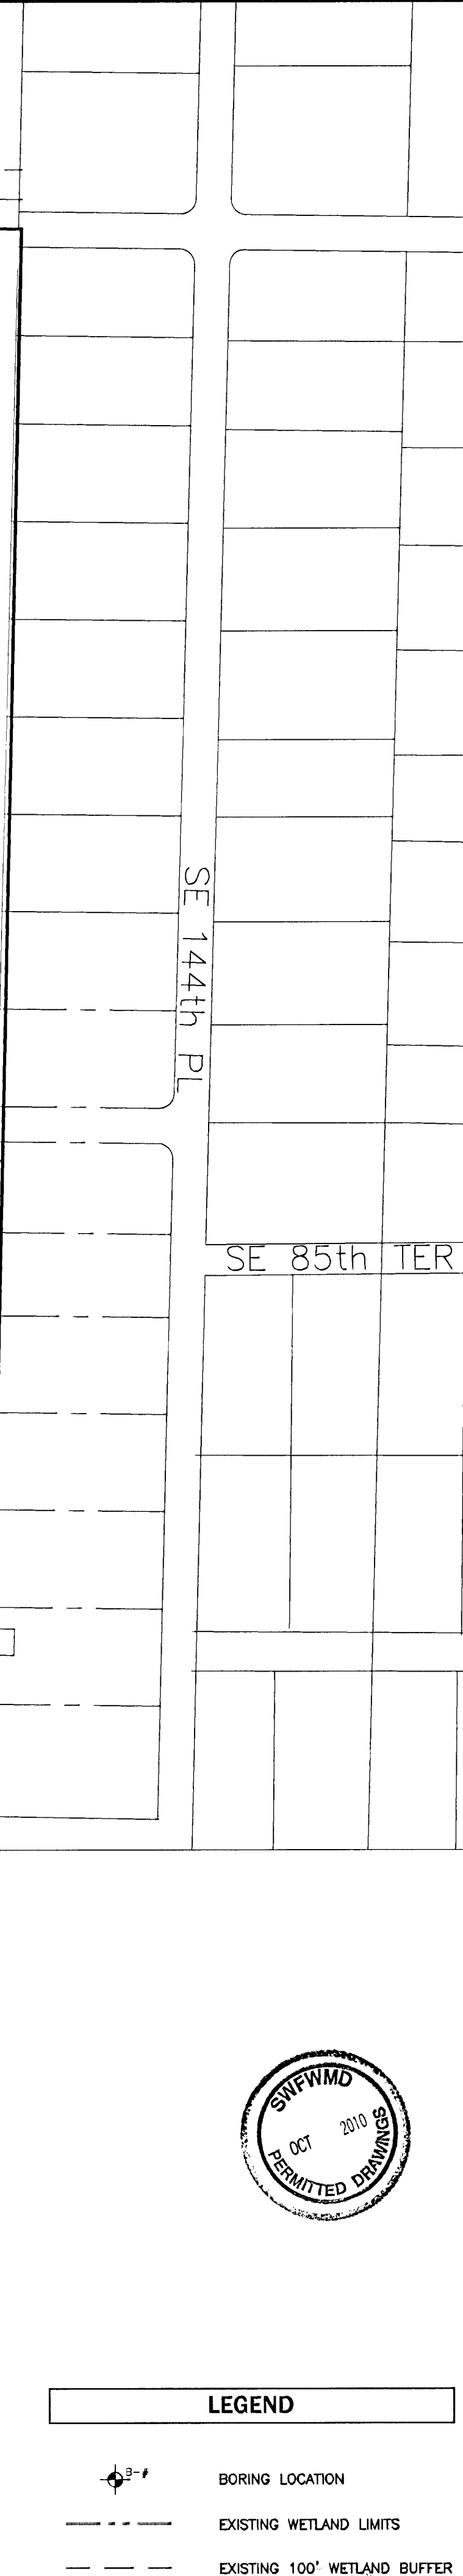 SE 144th PL
SE 85th TER
SWFWMD
OCT 2010
PERMITTED DRAWINGS
LEGEND
B-#
BORING LOCATION
EXISTING WETLAND LIMITS
EXISTING 100' WETLAND BUFFER